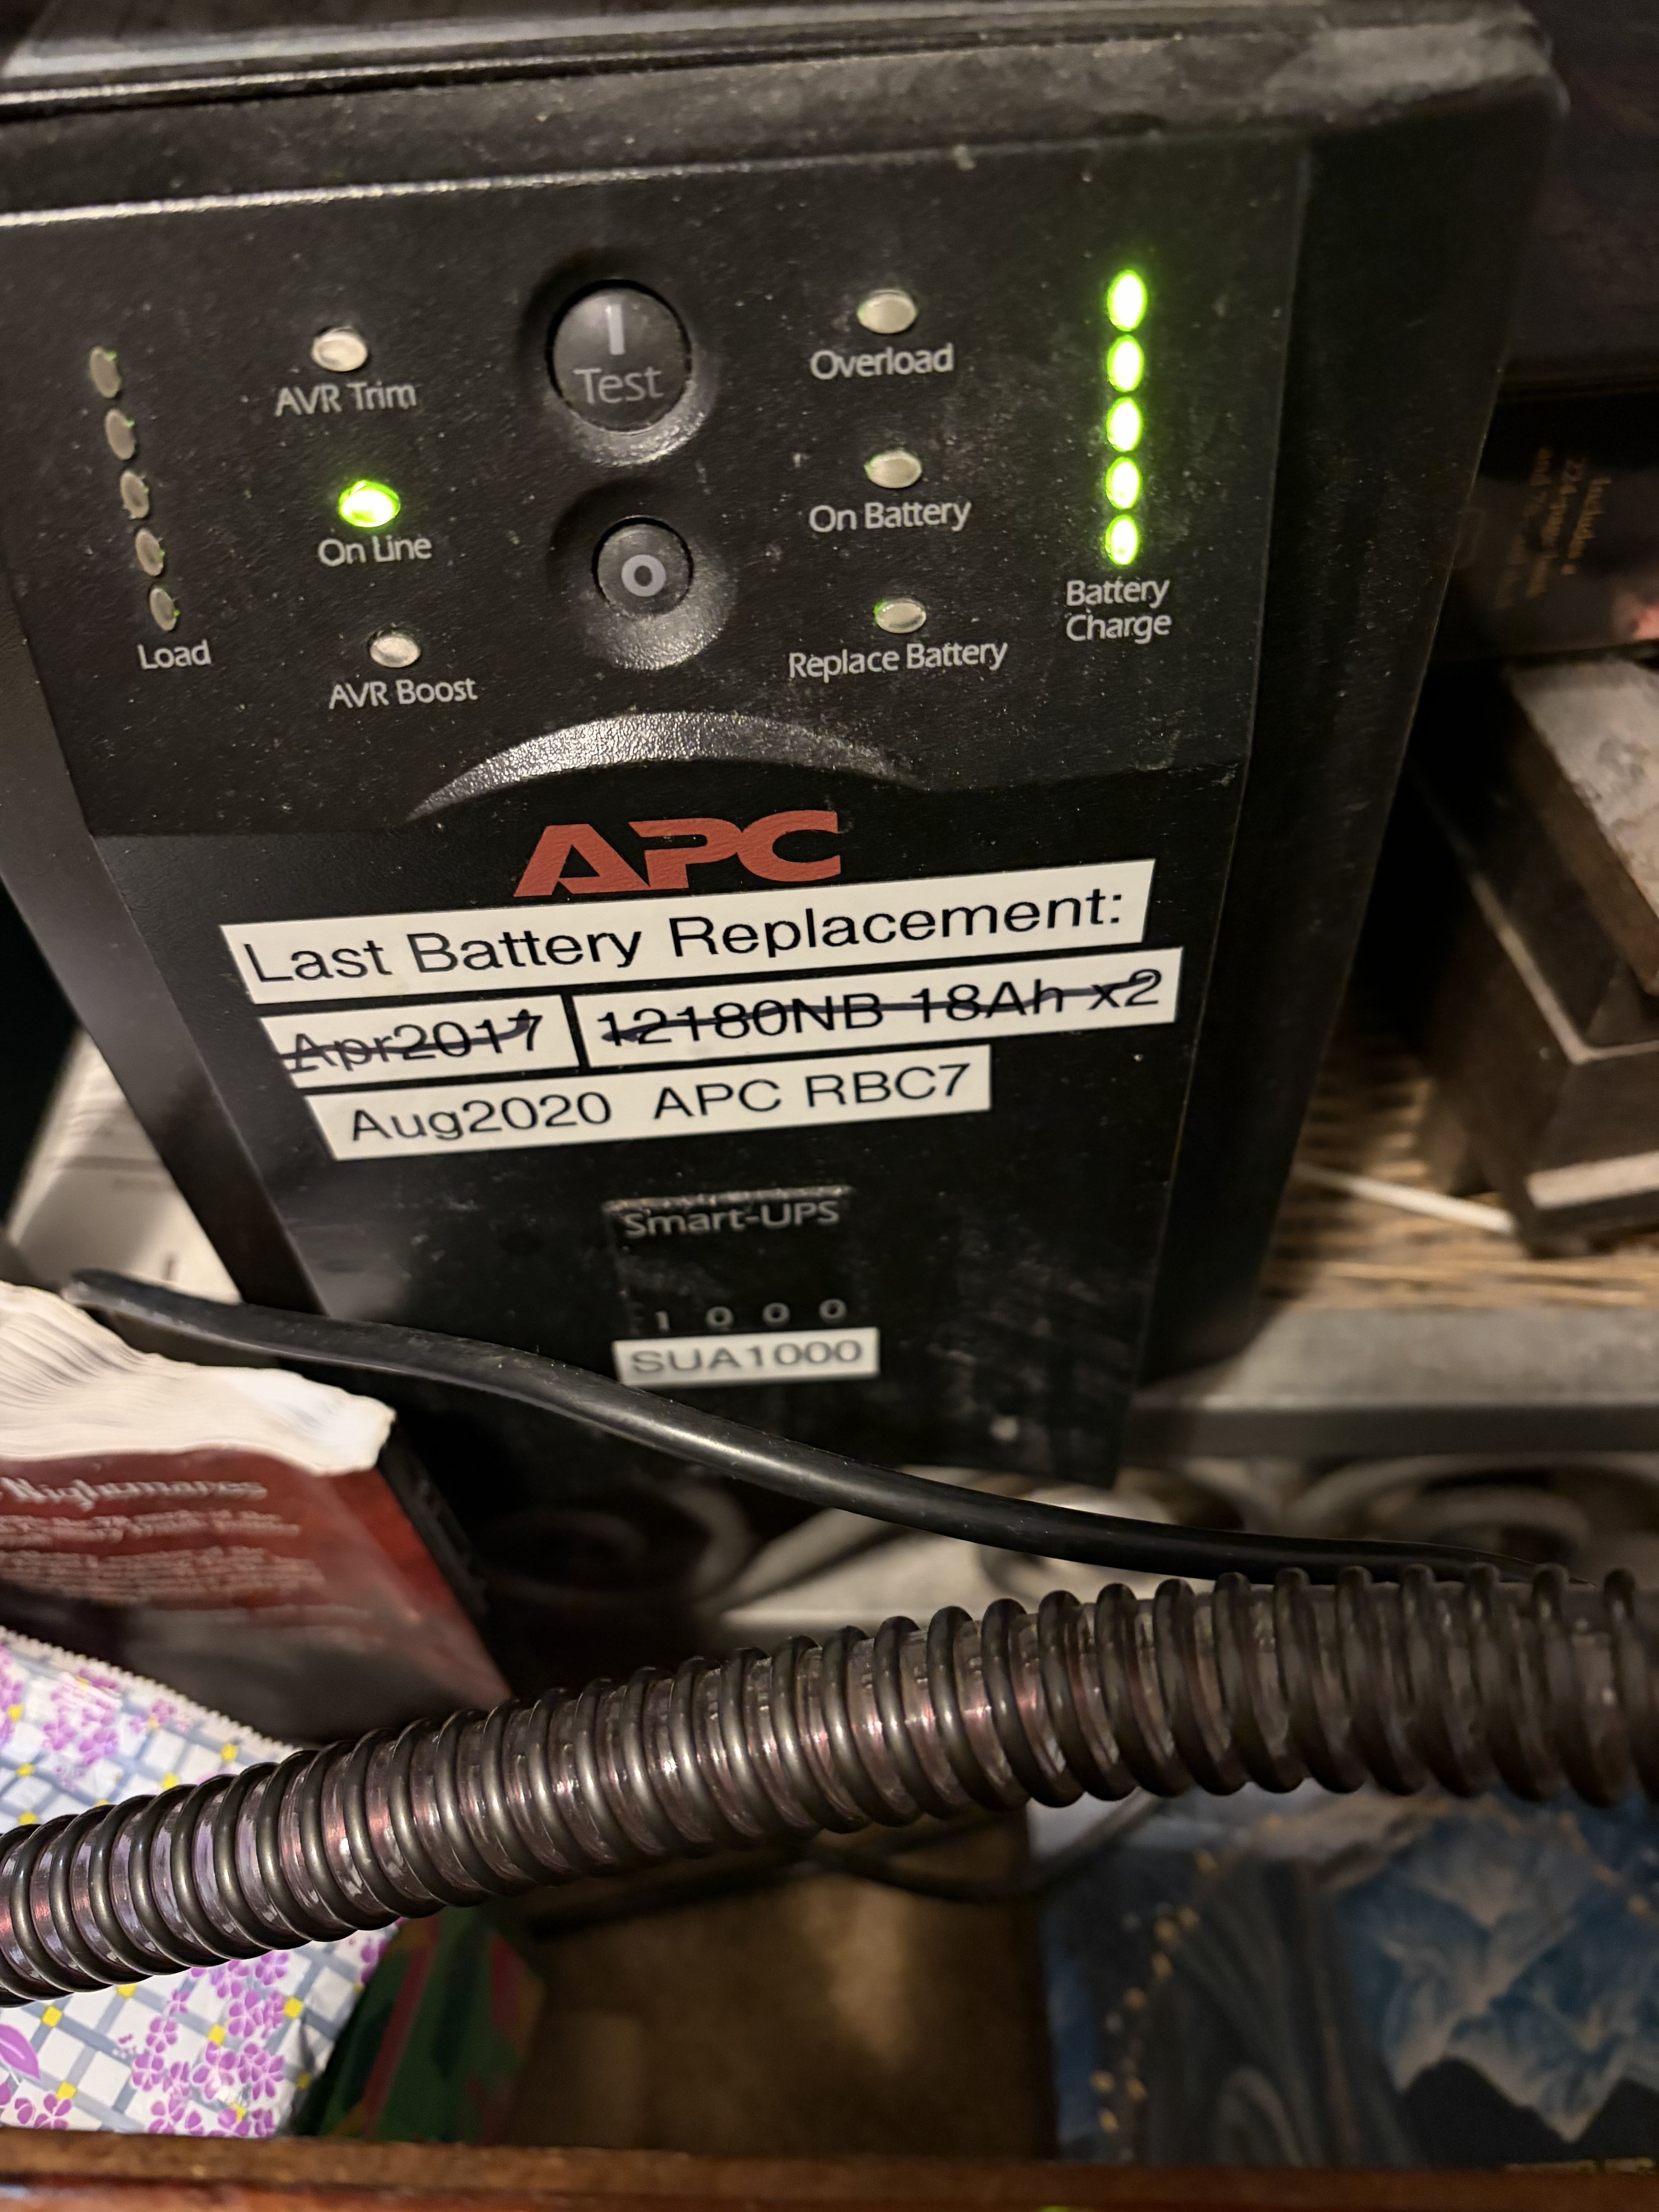 I
Test
AVR Trim
Overload
On Line
O
On Battery
Battery
Charge
Load
AVR Boost
Replace Battery
APC
Last Battery Replacement:
Apr2017 12180NB 18Ah x2
Aug2020 APC RBC7
Smart-UPS
1000
SUA1000
Nightmares